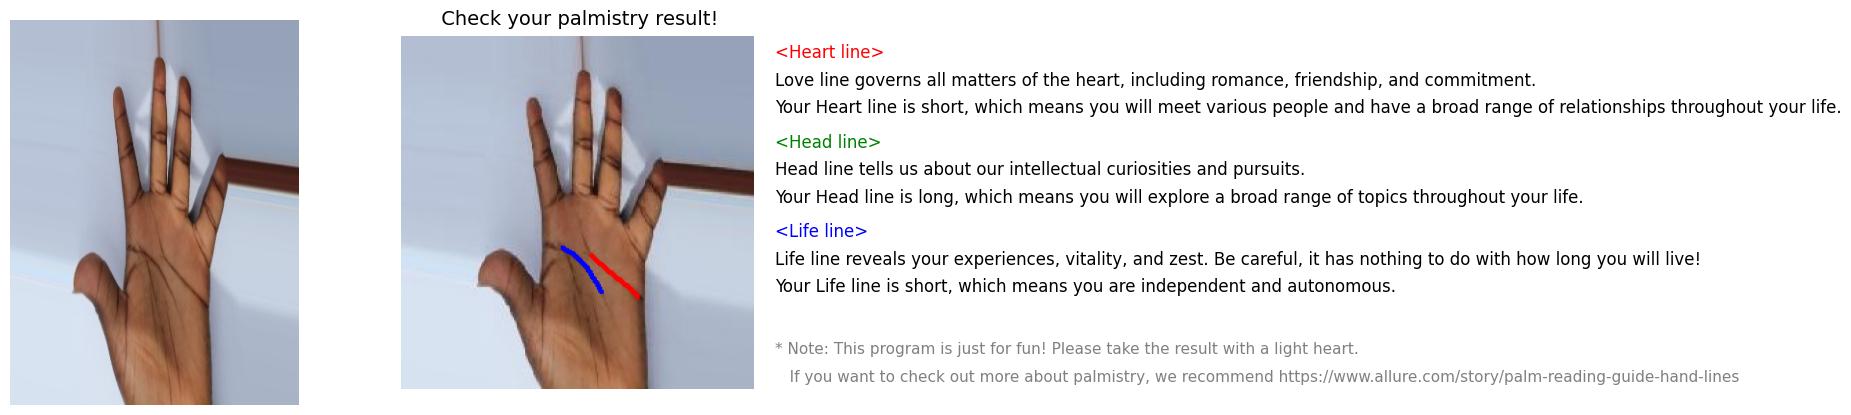 Check your palmistry result!
<Heart line>
Love line governs all matters of the heart, including romance, friendship, and commitment.
Your Heart line is short, which means you will meet various people and have a broad range of relationships throughout your life.
<Head line>
Head line tells us about our intellectual curiosities and pursuits.
Your Head line is long, which means you will explore a broad range of topics throughout your life.
<Life line>
Life line reveals your experiences, vitality, and zest. Be careful, it has nothing to do with how long you will live!
Your Life line is short, which means you are independent and autonomous.
* Note: This program is just for fun! Please take the result with a light heart.
If you want to check out more about palmistry, we recommend https://www.allure.com/story/palm-reading-guide-hand-lines